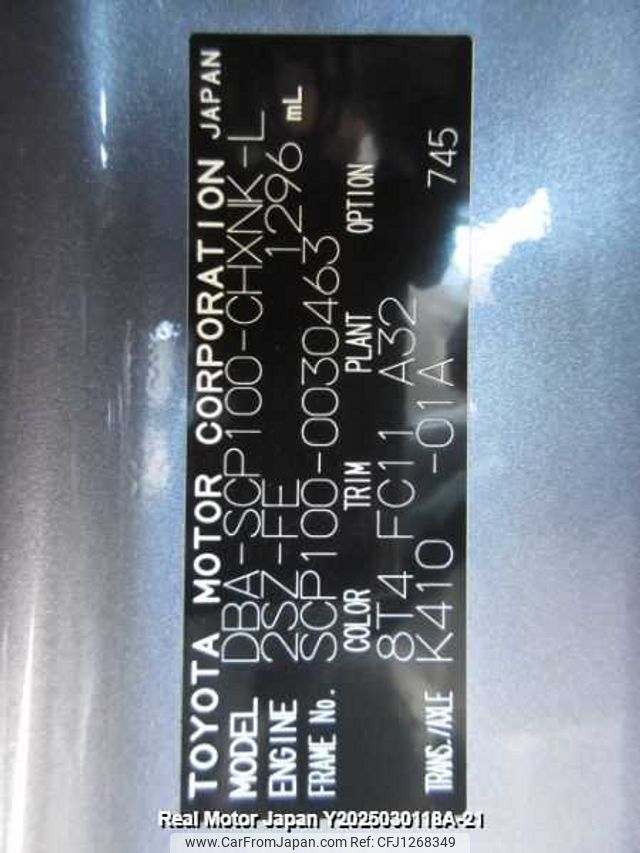 TOYOTA MOTOR CORPORATION JAPAN
MODEL DBA-SCP100-CHXNK-L
ENGINE 2SZ-FE 1296 mL
FRAME No. SCP100-0030463
COLOR TRIM PLANT OPTION
8T4 FC11 A32
TRANS./AXLE K410 -01A 745
Real Motor Japan Y2025030118A-21
© www.CarFromJapan.com - CFJ1268349